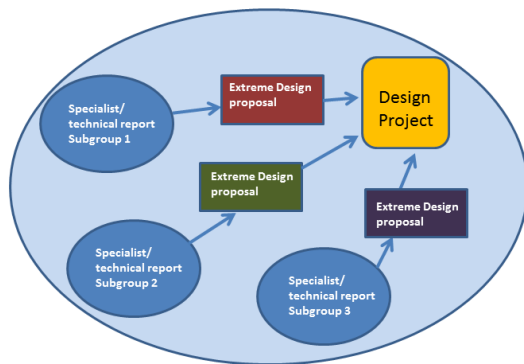 Specialist/
technical report
Subgroup 1
Extreme Design
proposal
Design
Project
Extreme Design
proposal
Extreme Design
proposal
Specialist/
technical report
Subgroup 2
Specialist/
technical report
Subgroup 3